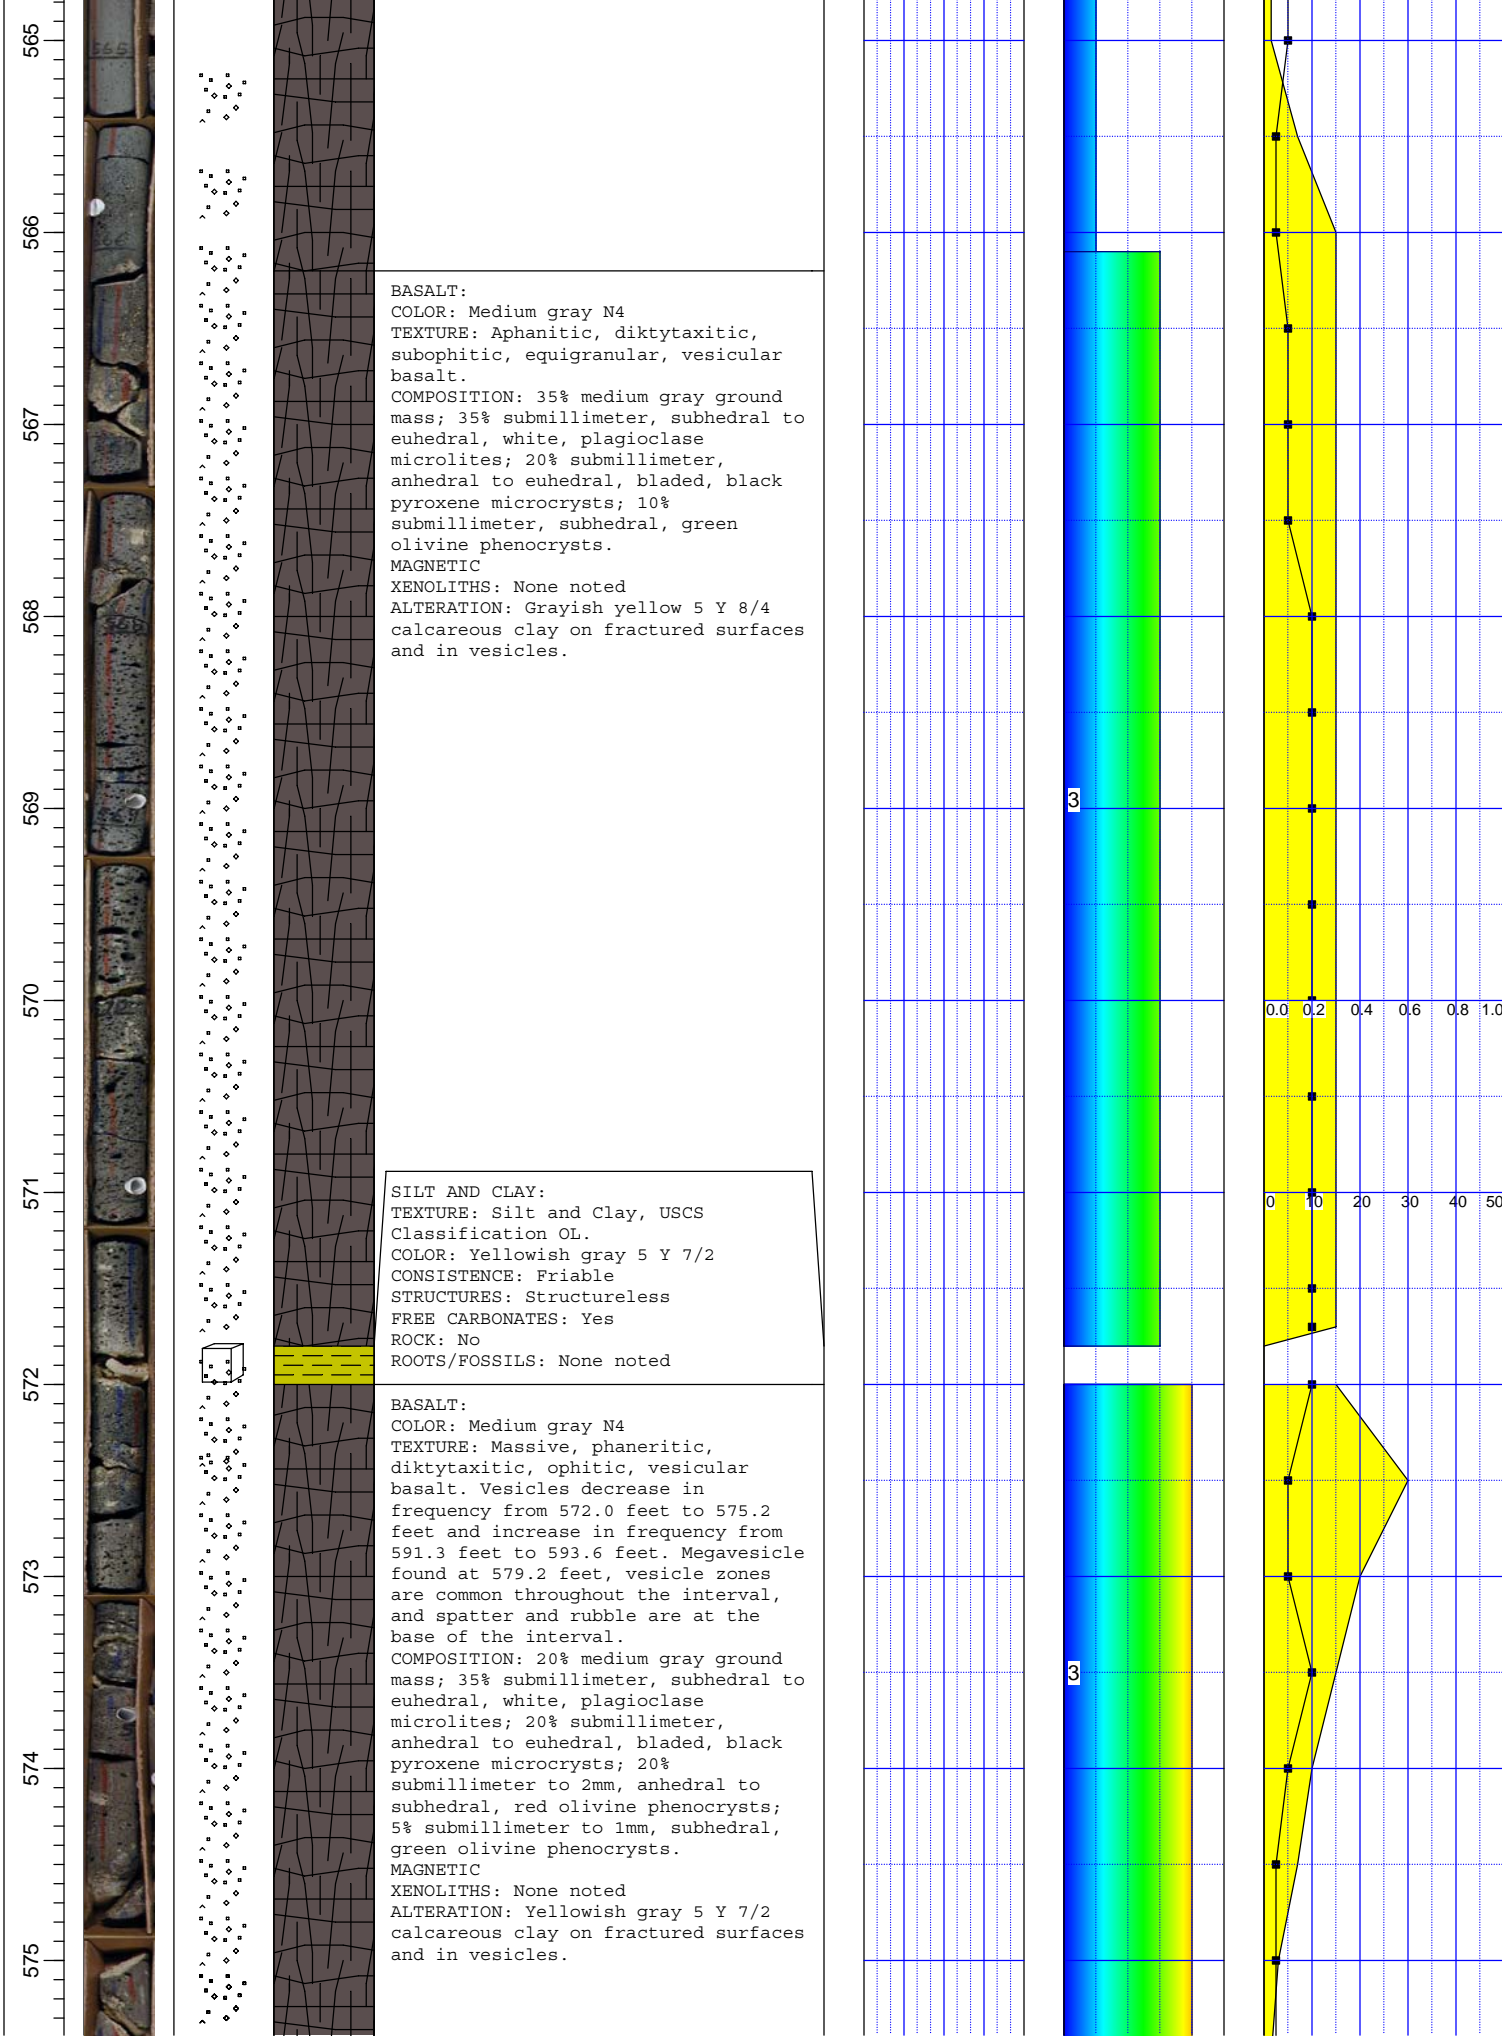 565
566
567
568
569
570
571
572
573
574
575
BASALT:
COLOR: Medium gray N4
TEXTURE: Aphanitic, diktytaxitic,
subophitic, equigranular, vesicular
basalt.
COMPOSITION: 35% medium gray ground
mass; 35% submillimeter, subhedral to
euhedral, white, plagioclase
microlites; 20% submillimeter,
anhedral to euhedral, bladed, black
pyroxene microcrysts; 10%
submillimeter, subhedral, green
olivine phenocrysts.
MAGNETIC
XENOLITHS: None noted
ALTERATION: Grayish yellow 5 Y 8/4
calcareous clay on fractured surfaces
and in vesicles.
SILT AND CLAY:
TEXTURE: Silt and Clay, USCS
Classification OL.
COLOR: Yellowish gray 5 Y 7/2
CONSISTENCE: Friable
STRUCTURES: Structureless
FREE CARBONATES: Yes
ROCK: No
ROOTS/FOSSILS: None noted
BASALT:
COLOR: Medium gray N4
TEXTURE: Massive, phaneritic,
diktytaxitic, ophitic, vesicular
basalt. Vesicles decrease in
frequency from 572.0 feet to 575.2
feet and increase in frequency from
591.3 feet to 593.6 feet. Megavesicle
found at 579.2 feet, vesicle zones
are common throughout the interval,
and spatter and rubble are at the
base of the interval.
COMPOSITION: 20% medium gray ground
mass; 35% submillimeter, subhedral to
euhedral, white, plagioclase
microlites; 20% submillimeter,
anhedral to euhedral, bladed, black
pyroxene microcrysts; 20%
submillimeter to 2mm, anhedral to
subhedral, red olivine phenocrysts;
5% submillimeter to 1mm, subhedral,
green olivine phenocrysts.
MAGNETIC
XENOLITHS: None noted
ALTERATION: Yellowish gray 5 Y 7/2
calcareous clay on fractured surfaces
and in vesicles.
3
3
0.0 0.2 0.4 0.6 0.8 1.0
0 10 20 30 40 50